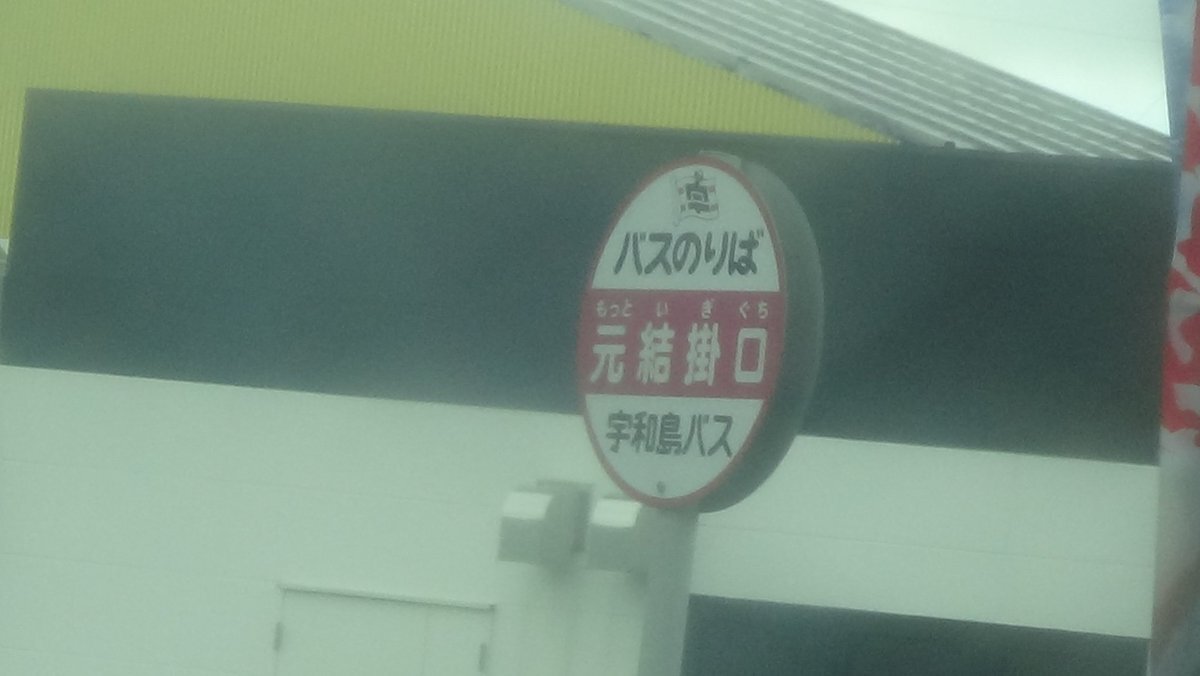 バスのりば
もっと い ぎ ぐち
元結掛口
宇和島バス